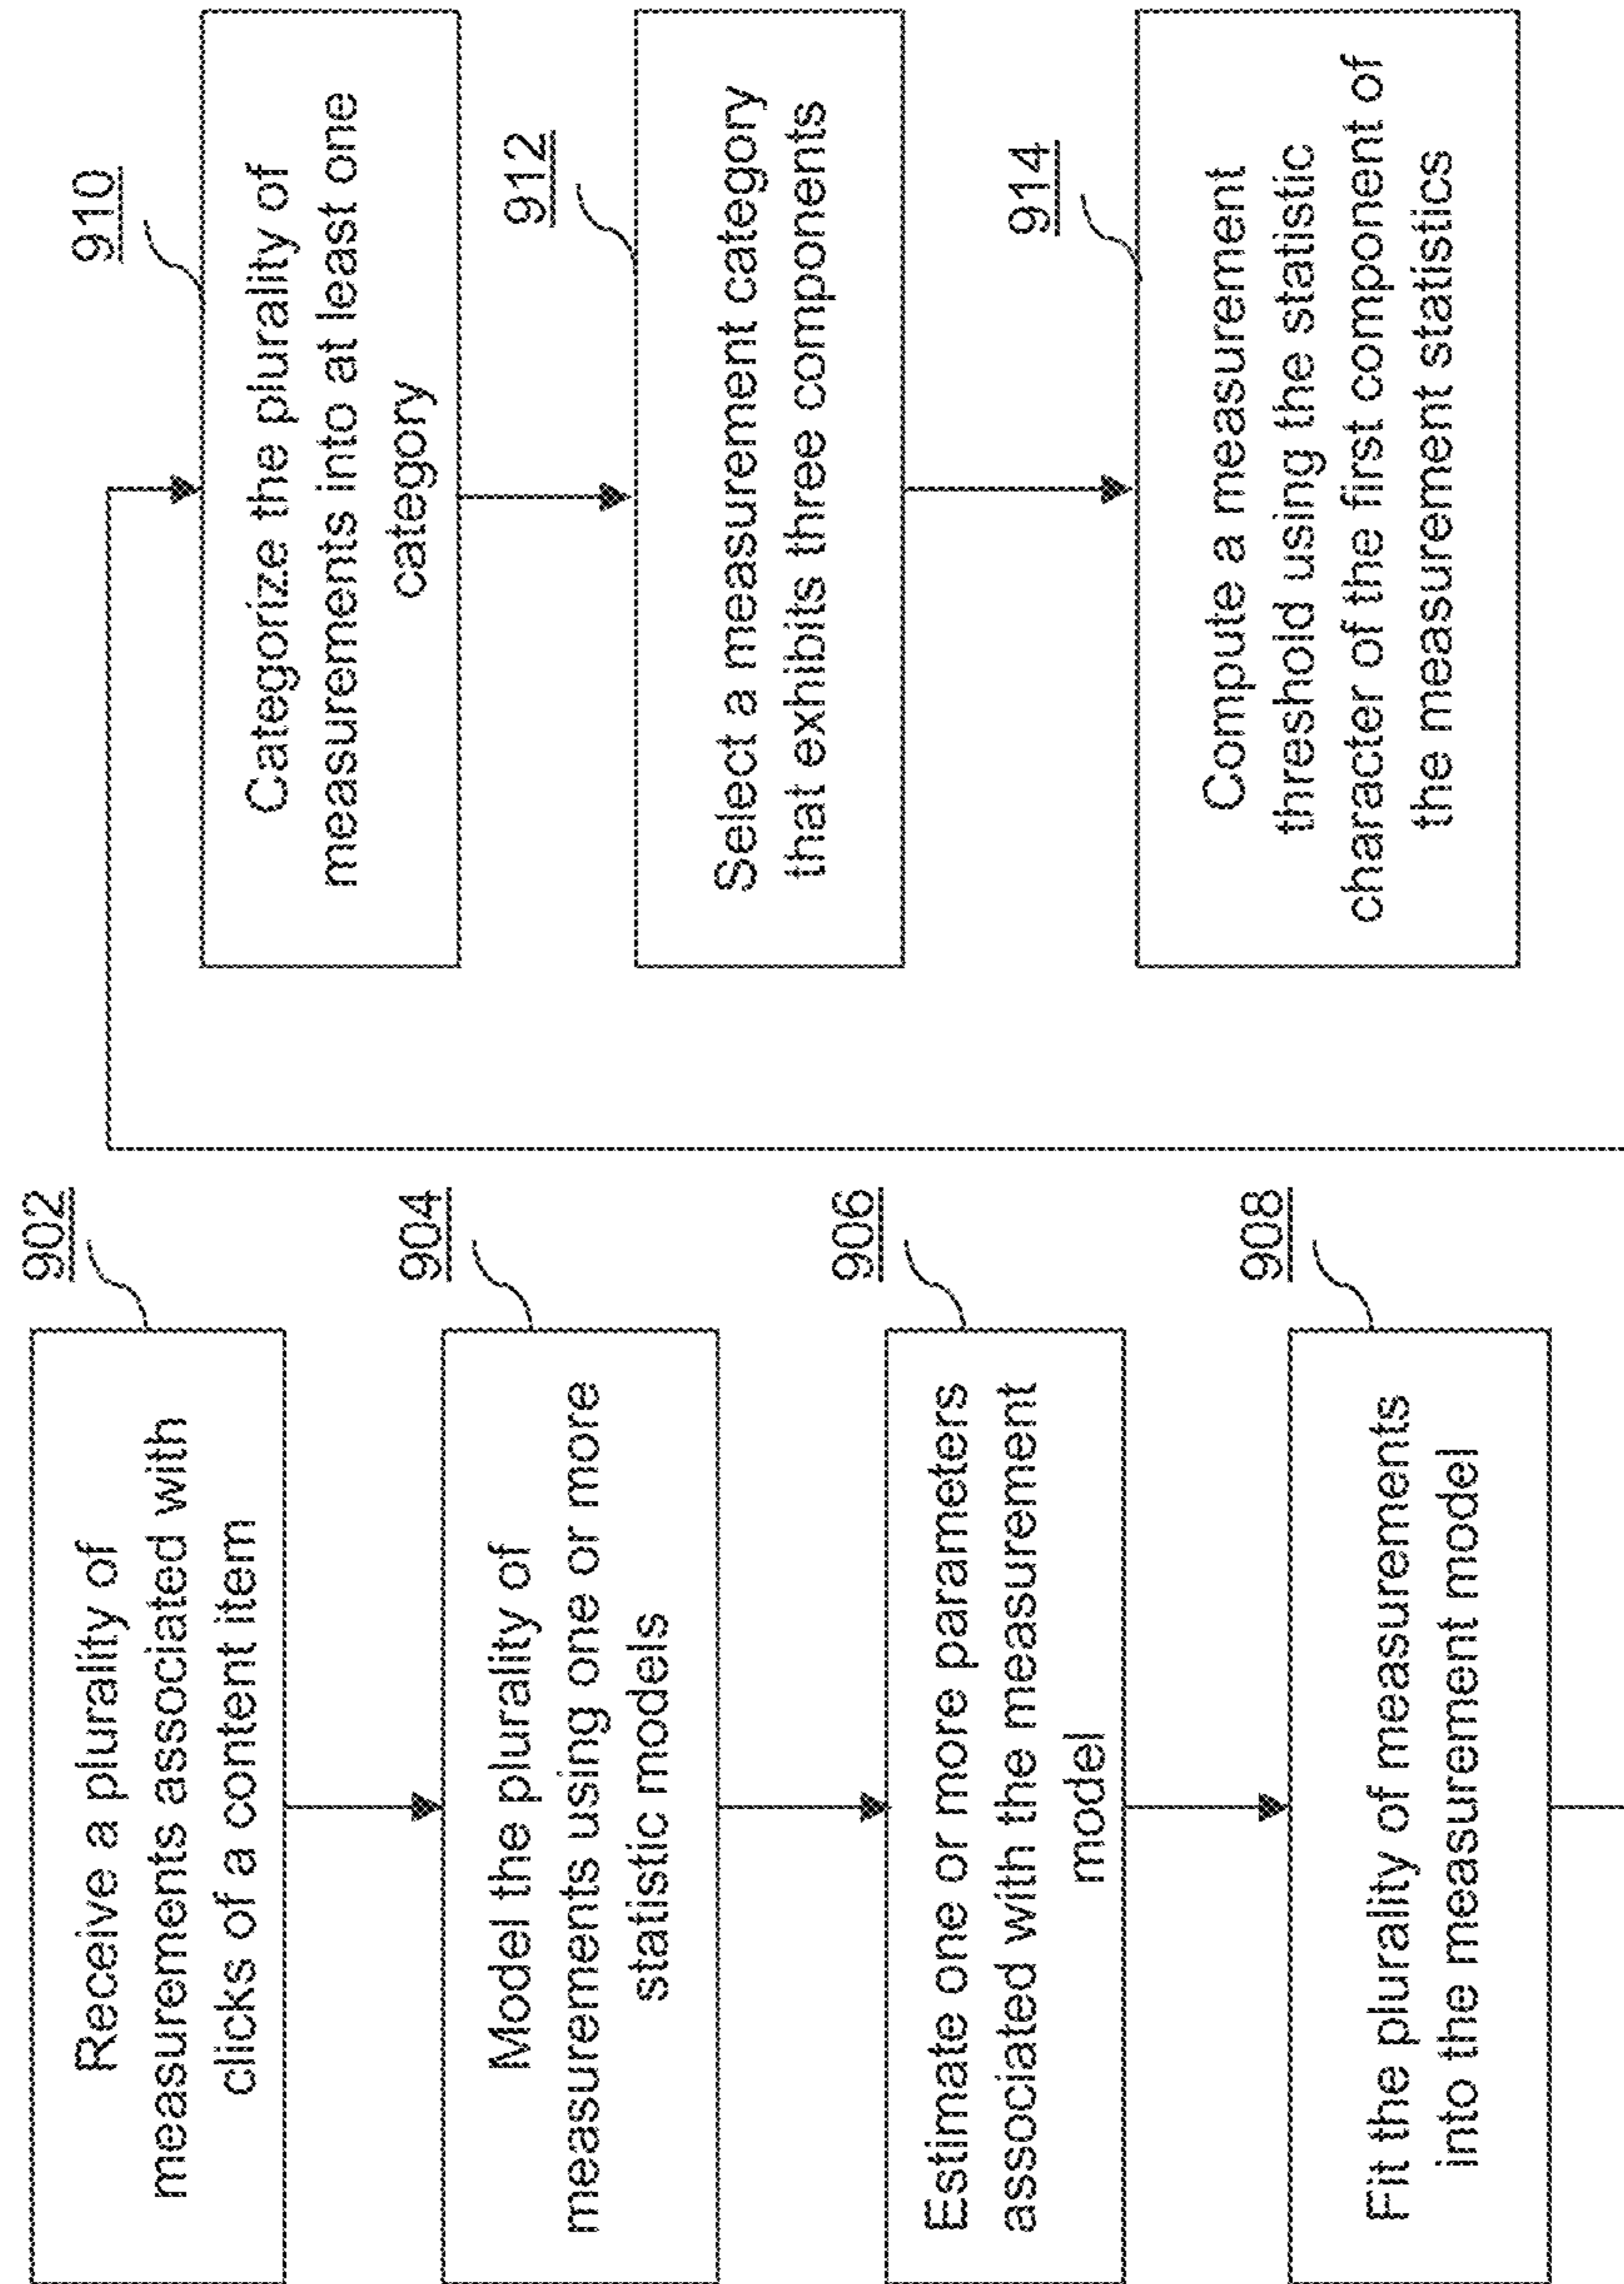 902
Receive a plurality of
measurements associated with
clicks of a content item
904
Model the plurality of
measurements using one or more
statistic models
906
Estimate one or more parameters
associated with the measurement
model
908
Fit the plurality of measurements
into the measurement model
910
Categorize the plurality of
measurements into at least one
category
912
Select a measurement category
that exhibits three components
914
Compute a measurement
threshold using the statistic
character of the first component of
the measurement statistics